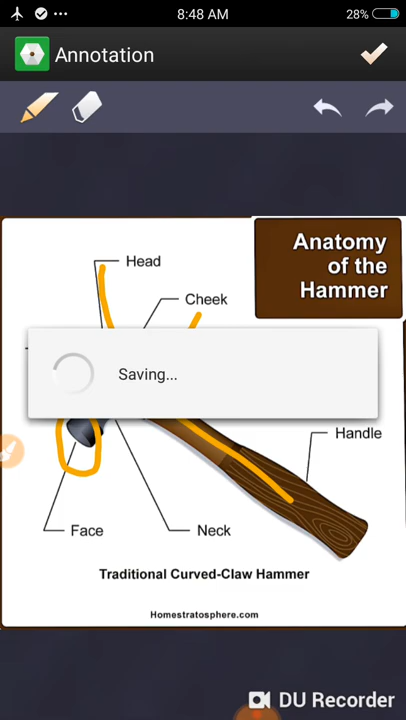 8:48 AM
28%
Annotation
Anatomy
of the
Hammer
Head
Cheek
Saving...
Handle
Face
Neck
Traditional Curved-Claw Hammer
Homestratosphere.com
DU Recorder